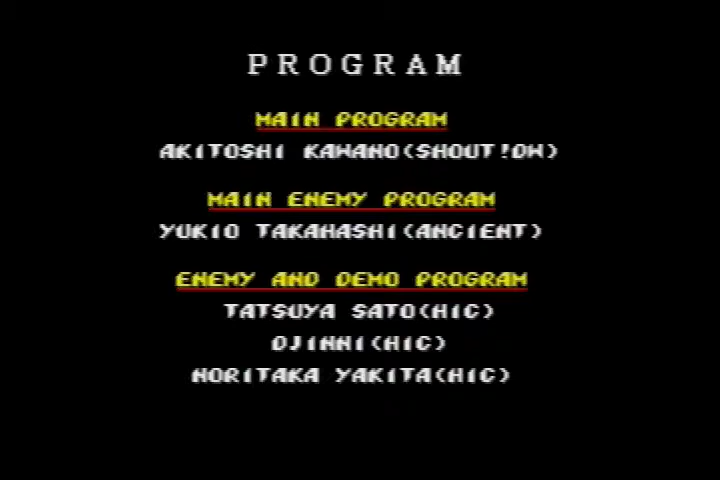 PROGRAM
MAIN PROGRAM
AKITOSHI KAWANO(SHOUT!DW)
MAIN ENEMY PROGRAM
YUKIO TAKAHASHI(ANCIENT)
ENEMY AND DEMO PROGRAM
TATSUYA SATO(HIC)
DJINNI(HIC)
NORITAKA YAKITA(HIC)